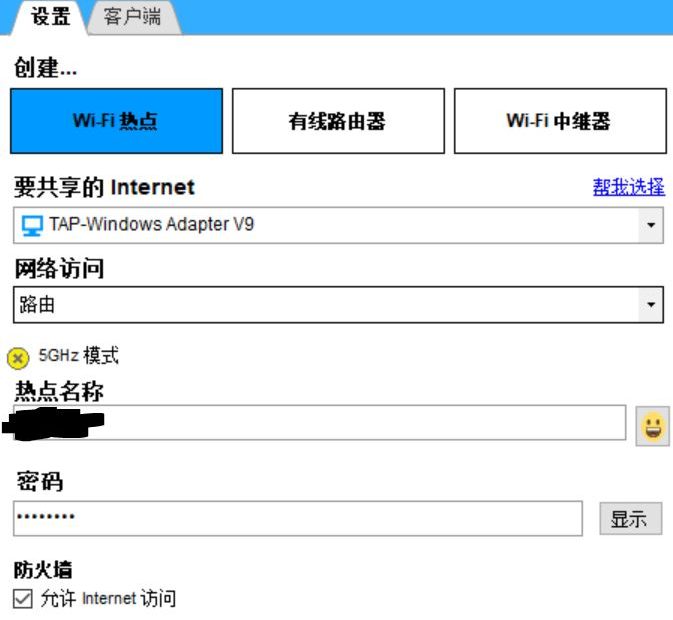 设置 客户端
创建...
Wi-Fi 热点 有线路由器 Wi-Fi 中继器
要共享的 Internet 帮我选择
TAP-Windows Adapter V9
网络访问
路由
5GHz 模式
热点名称
密码
•••••••• 显示
防火墙
允许 Internet 访问